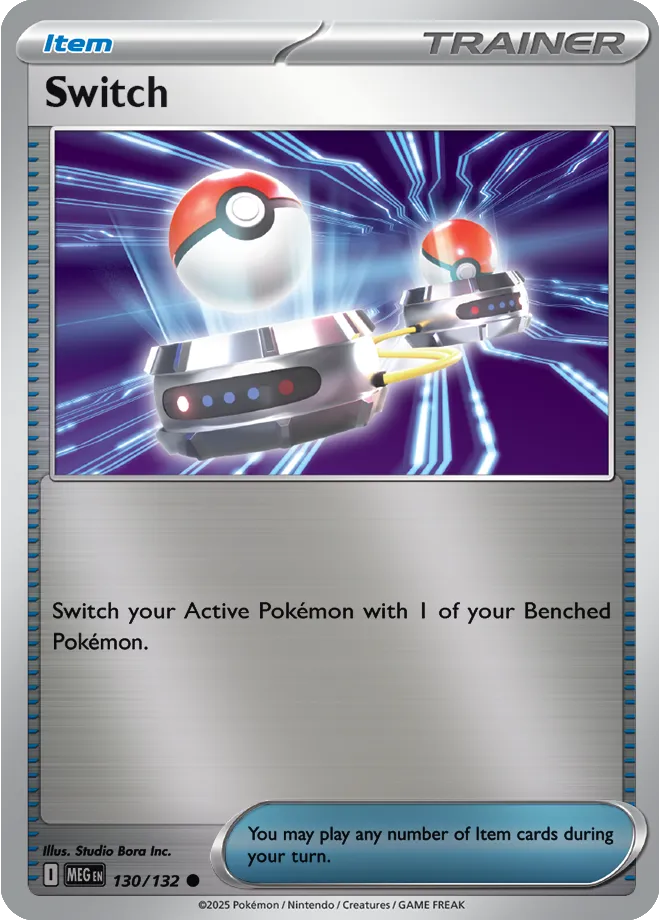 Item
TRAINER
Switch
Switch your Active Pokémon with 1 of your Benched
Pokémon.
You may play any number of Item cards during
your turn.
Illus. Studio Bora Inc.
I MEG EN 130/132 ●
©2025 Pokémon / Nintendo / Creatures / GAME FREAK